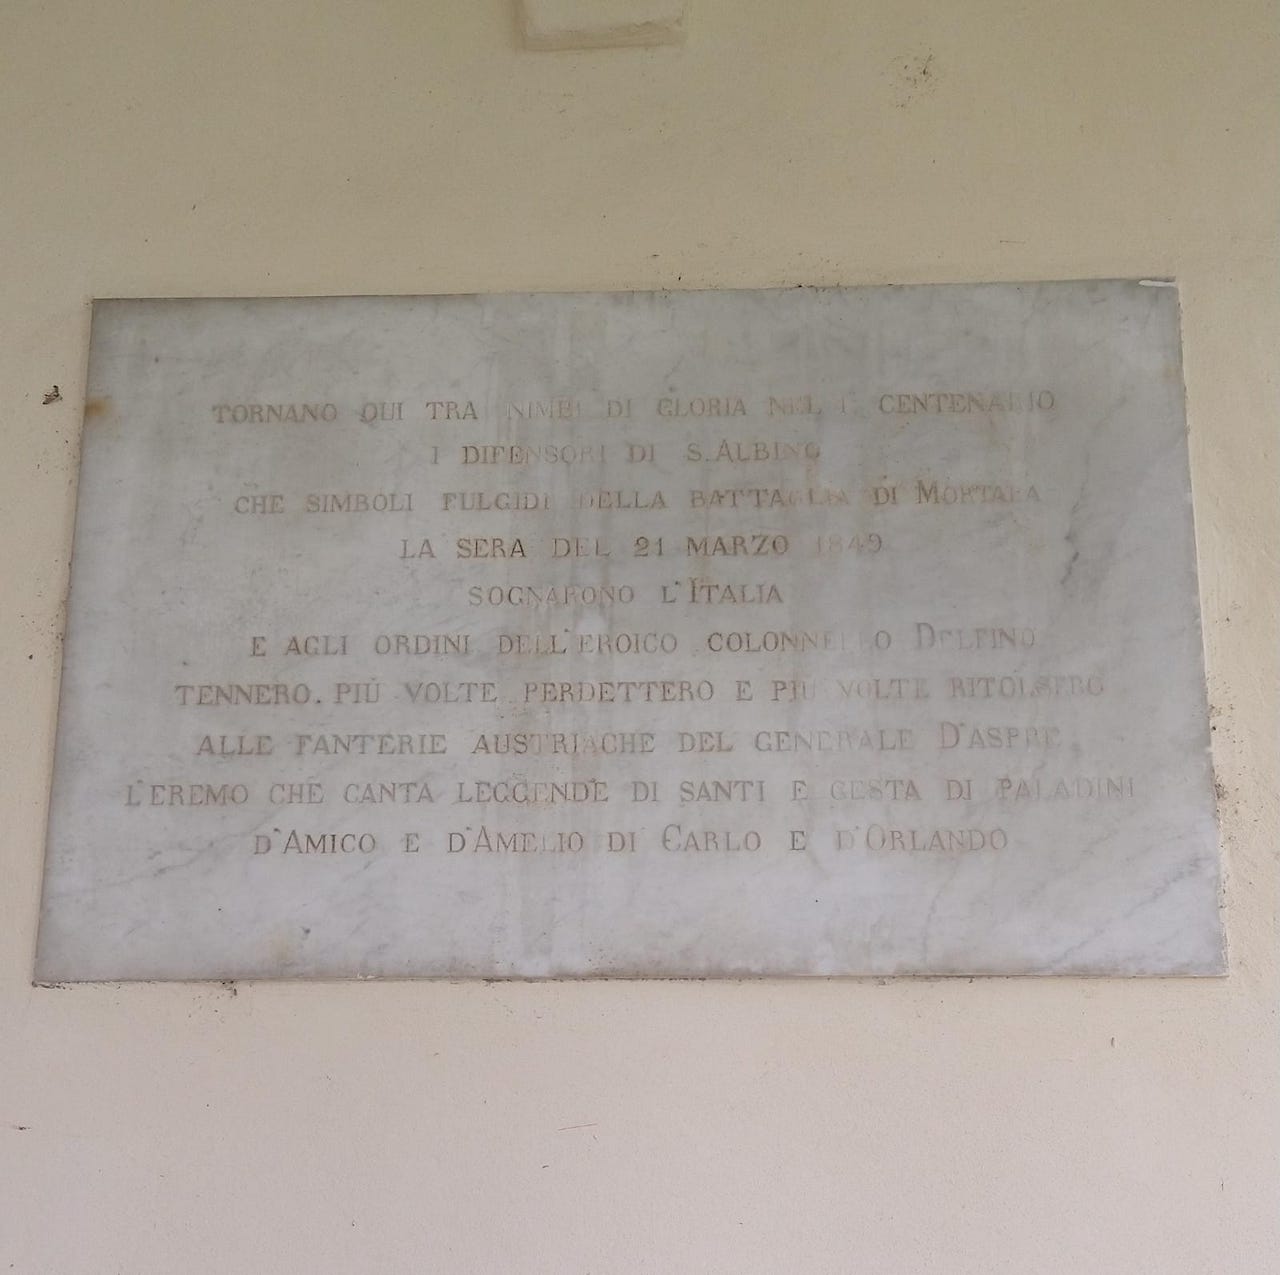 TORNANO QUI TRA NIMBI DI GLORIA NEL 1° CENTENARIO
I DIFENSORI DI S. ALBINO
CHE SIMBOLI FULGIDI DELLA BATTAGLIA DI MORTARA
LA SERA DEL 21 MARZO 1849
SOGNARONO L'ITALIA
E AGLI ORDINI DELL'EROICO COLONNELLO DELFINO
TENNERO. PIÙ VOLTE PERDETTERO E PIÙ VOLTE RITOLSERO
ALLE FANTERIE AUSTRIACHE DEL GENERALE D'ASPRE
L'EREMO CHE CANTA LEGGENDE DI SANTI E GESTA DI PALADINI
D'AMICO E D'AMELIO DI CARLO E D'ORLANDO